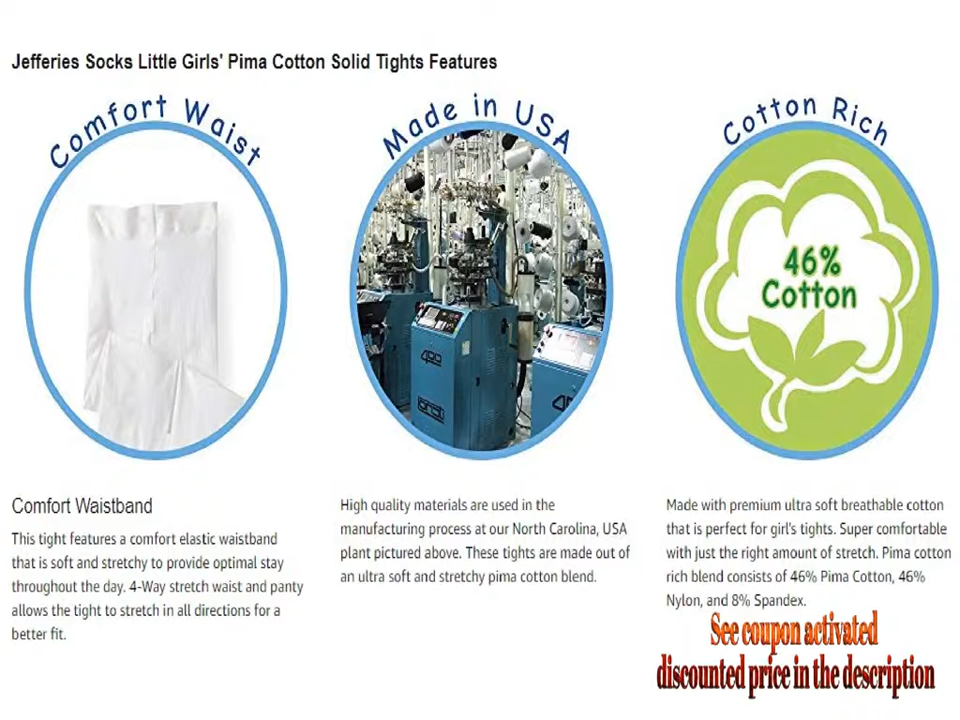 Jefferies Socks Little Girls' Pima Cotton Solid Tights Features
Comfort Waist
Made in USA
Cotton Rich
46%
Cotton
400
Comfort Waistband
This tight features a comfort elastic waistband
that is soft and stretchy to provide optimal stay
throughout the day. 4-Way stretch waist and panty
allows the tight to stretch in all directions for a
better fit.
High quality materials are used in the
manufacturing process at our North Carolina, USA
plant pictured above. These tights are made out of
an ultra soft and stretchy pima cotton blend.
Made with premium ultra soft breathable cotton
that is perfect for girl's tights. Super comfortable
with just the right amount of stretch. Pima cotton
rich blend consists of 46% Pima Cotton, 46%
Nylon, and 8% Spandex.
See coupon activated
discounted price in the description